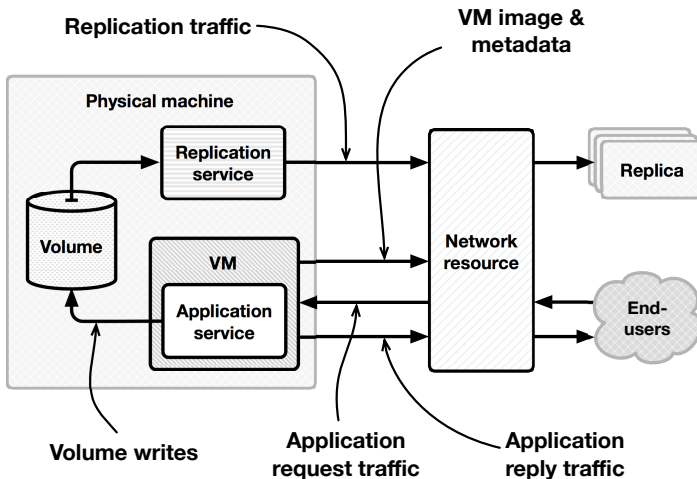 Replication traffic
VM image &
metadata
Physical machine
Replication
service
Replica
Volume
VM
Network
resource
Application
service
End-
users
Volume writes
Application
request traffic
Application
reply traffic